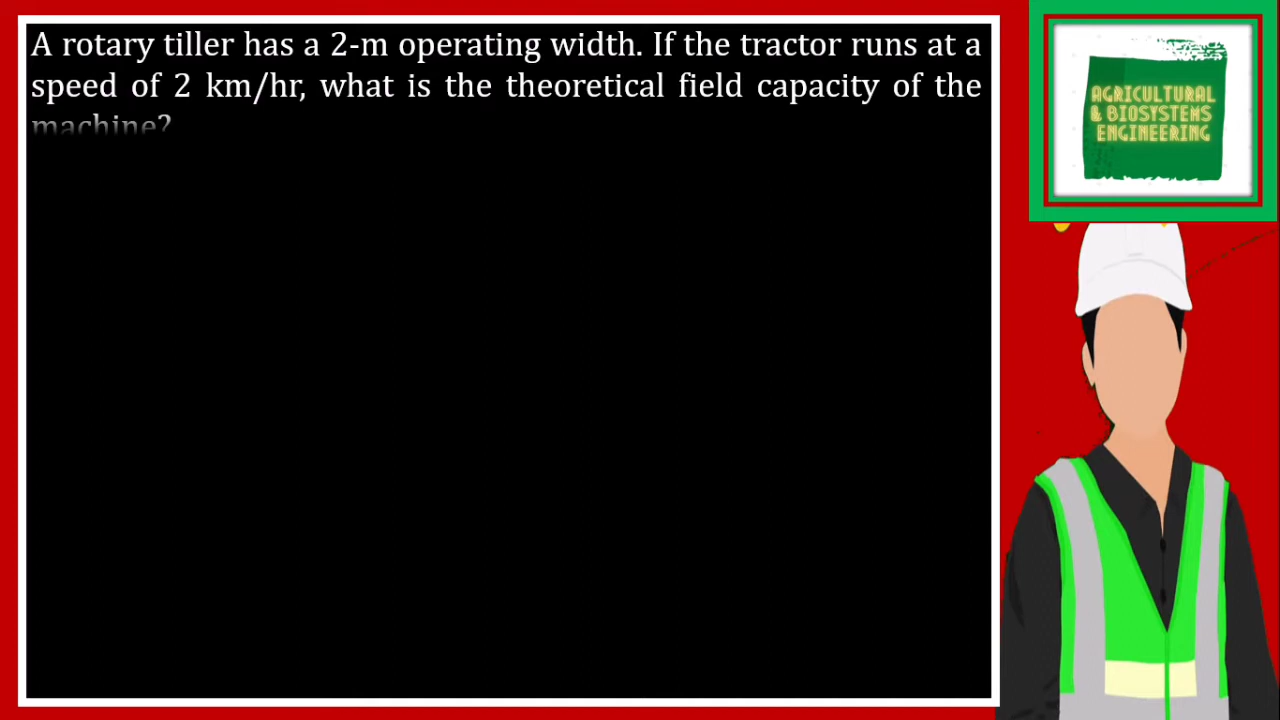 A rotary tiller has a 2-m operating width. If the tractor runs at a
speed of 2 km/hr, what is the theoretical field capacity of the
machine?
AGRICULTURAL
& BIOSYSTEMS
ENGINEERING